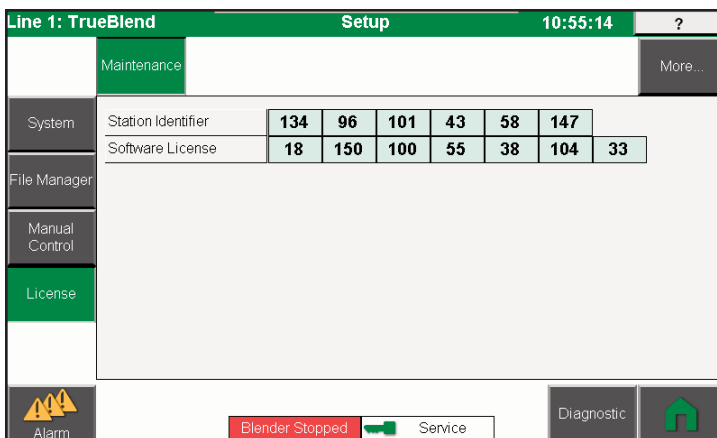 Line 1: TrueBlend Setup 10:55:14 ?
Maintenance More...
System
Station Identifier 134 96 101 43 58 147
Software License 18 150 100 55 38 104 33
File Manager
Manual
Control
License
Alarm
Blender Stopped Service
Diagnostic